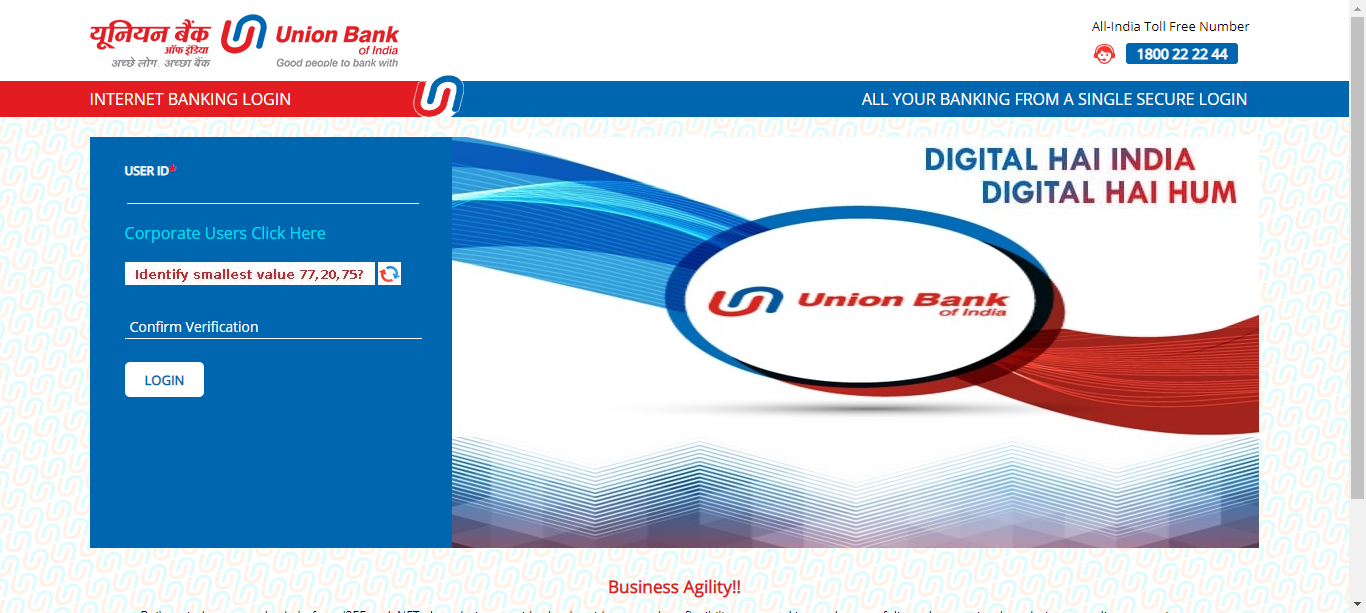 यूनियन बैंक
ऑफ इंडिया
अच्छे लोग, अच्छा बैंक
Union Bank
of India
Good people to bank with
All-India Toll Free Number
1800 22 22 44
INTERNET BANKING LOGIN
ALL YOUR BANKING FROM A SINGLE SECURE LOGIN
USER ID*
Corporate Users Click Here
Identify smallest value 77,20,75?
Confirm Verification
LOGIN
DIGITAL HAI INDIA
DIGITAL HAI HUM
Union Bank
of India
Business Agility!!